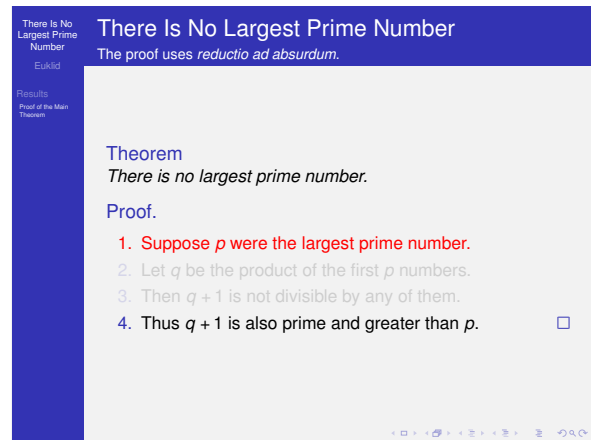 There Is No
Largest Prime
Number
Euklid
Results
Proof of the Main
Theorem
There Is No Largest Prime Number
The proof uses reductio ad absurdum.
Theorem
There is no largest prime number.
Proof.
1. Suppose p were the largest prime number.
2. Let q be the product of the first p numbers.
3. Then q + 1 is not divisible by any of them.
4. Thus q + 1 is also prime and greater than p.